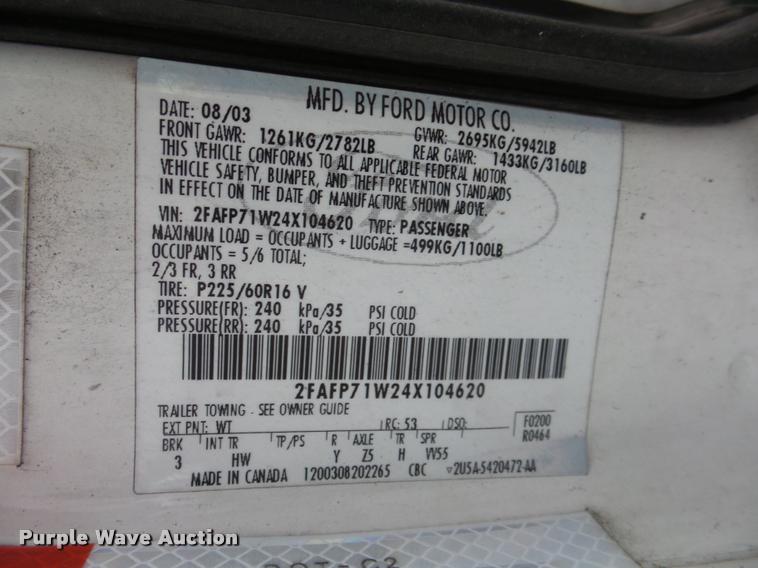 MFD. BY FORD MOTOR CO.
DATE: 08/03 GVWR: 2695KG/5942LB
FRONT GAWR: 1261KG/2782LB REAR GAWR: 1433KG/3160LB
THIS VEHICLE CONFORMS TO ALL APPLICABLE FEDERAL MOTOR
VEHICLE SAFETY, BUMPER, AND THEFT PREVENTION STANDARDS
IN EFFECT ON THE DATE OF MANUFACTURE SHOWN ABOVE.
VIN: 2FAFP71W24X104620 TYPE: PASSENGER
MAXIMUM LOAD = OCCUPANTS + LUGGAGE =499KG/1100LB
OCCUPANTS = 5/6 TOTAL;
2/3 FR, 3 RR
TIRE: P225/60R16 V
PRESSURE(FR): 240 kPa/35 PSI COLD
PRESSURE(RR): 240 kPa/35 PSI COLD
2FAFP71W24X104620
TRAILER TOWING - SEE OWNER GUIDE
EXT PNT: WT RC: 53 DSO: F0200
BRK INT TR TP/PS R AXLE TR SPR R0464
3 HW Y Z5 H VV55
MADE IN CANADA 1200308202265 CBC 2U5A-5420472-AA
Purple Wave Auction